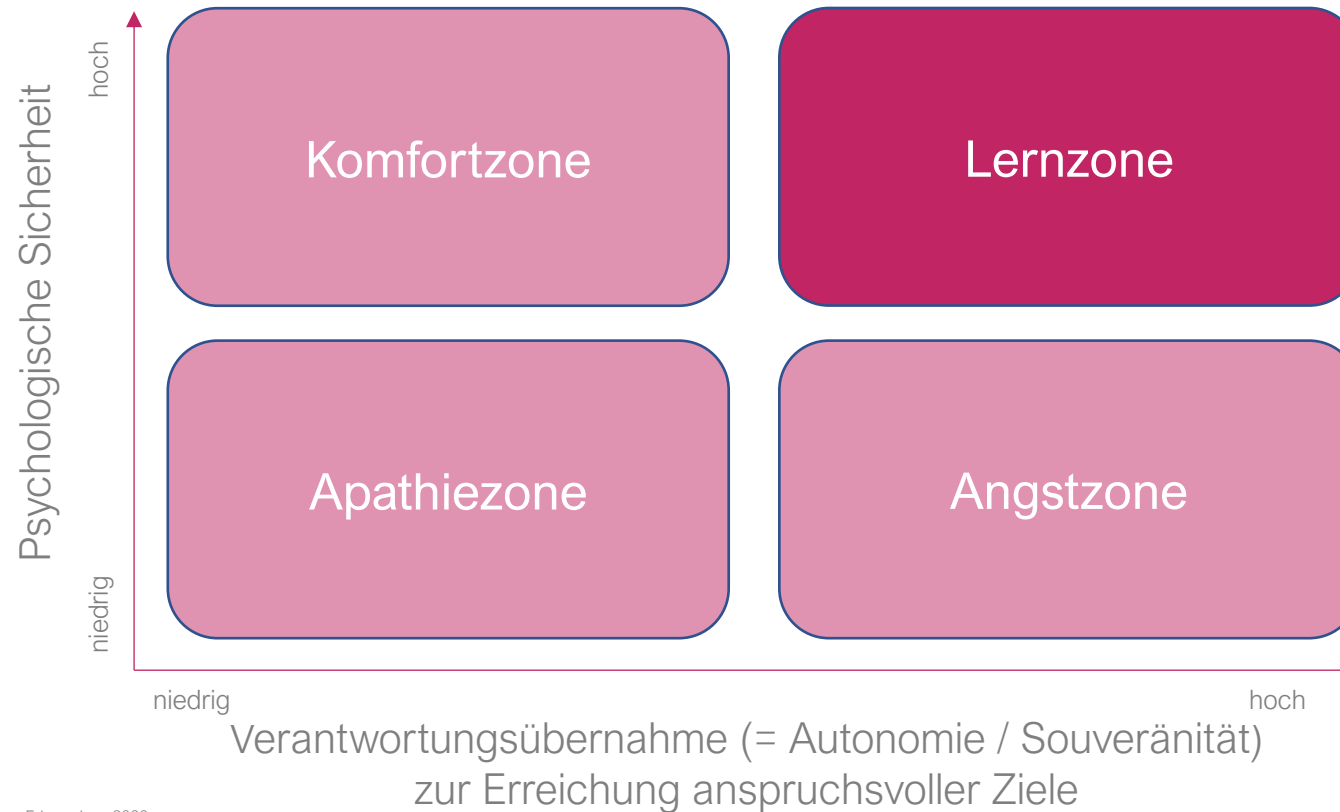 Psychologische Sicherheit
hoch
niedrig
Komfortzone
Lernzone
Apathiezone
Angstzone
niedrig
hoch
Verantwortungsübernahme (= Autonomie / Souveränität)
zur Erreichung anspruchsvoller Ziele